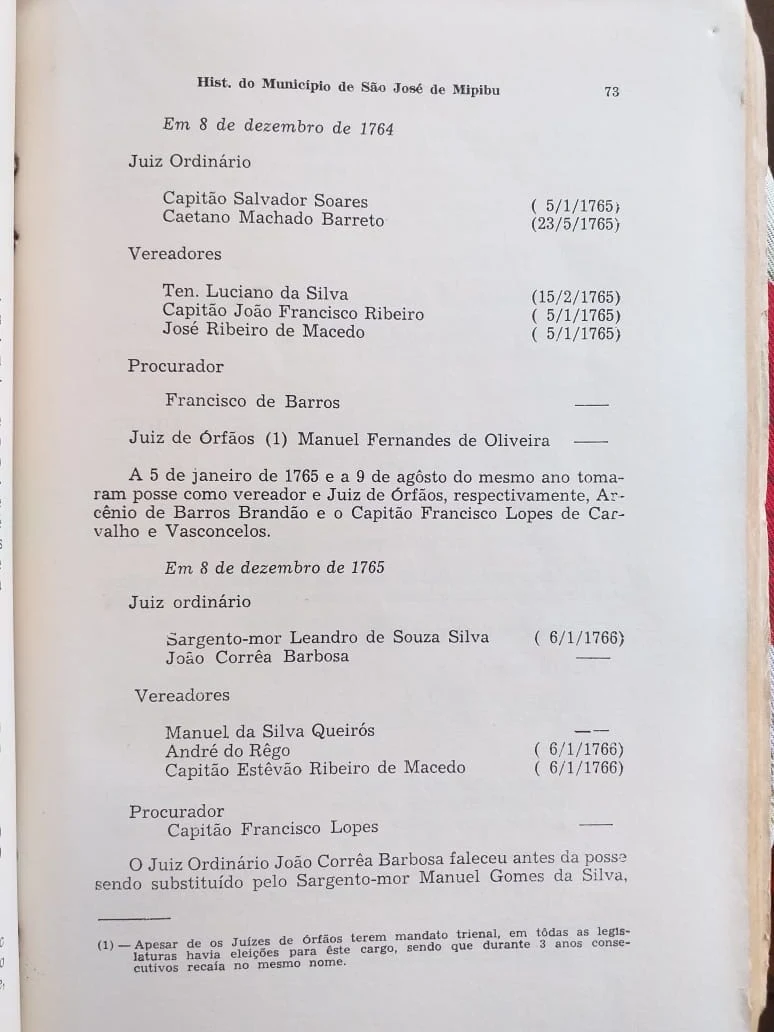 Hist. do Município de São José de Mipibu 73
Em 8 de dezembro de 1764
Juiz Ordinário
Capitão Salvador Soares ( 5/1/1765)
Caetano Machado Barreto (23/5/1765)
Vereadores
Ten. Luciano da Silva (15/2/1765)
Capitão João Francisco Ribeiro ( 5/1/1765)
José Ribeiro de Macedo ( 5/1/1765)
Procurador
Francisco de Barros ——
Juiz de Órfãos (1) Manuel Fernandes de Oliveira ——
A 5 de janeiro de 1765 e a 9 de agôsto do mesmo ano toma-
ram posse como vereador e Juiz de Órfãos, respectivamente, Ar-
cênio de Barros Brandão e o Capitão Francisco Lopes de Car-
valho e Vasconcelos.
Em 8 de dezembro de 1765
Juiz ordinário
Sargento-mor Leandro de Souza Silva ( 6/1/1766)
João Corrêa Barbosa ——
Vereadores
Manuel da Silva Queirós ——
André do Rêgo ( 6/1/1766)
Capitão Estêvão Ribeiro de Macedo ( 6/1/1766)
Procurador
Capitão Francisco Lopes ——
O Juiz Ordinário João Corrêa Barbosa faleceu antes da posse
sendo substituído pelo Sargento-mor Manuel Gomes da Silva,
(1) — Apesar de os Juízes de Órfãos terem mandato trienal, em tôdas as legis-
laturas havia eleições para êste cargo, sendo que durante 3 anos conse-
cutivos recaía no mesmo nome.